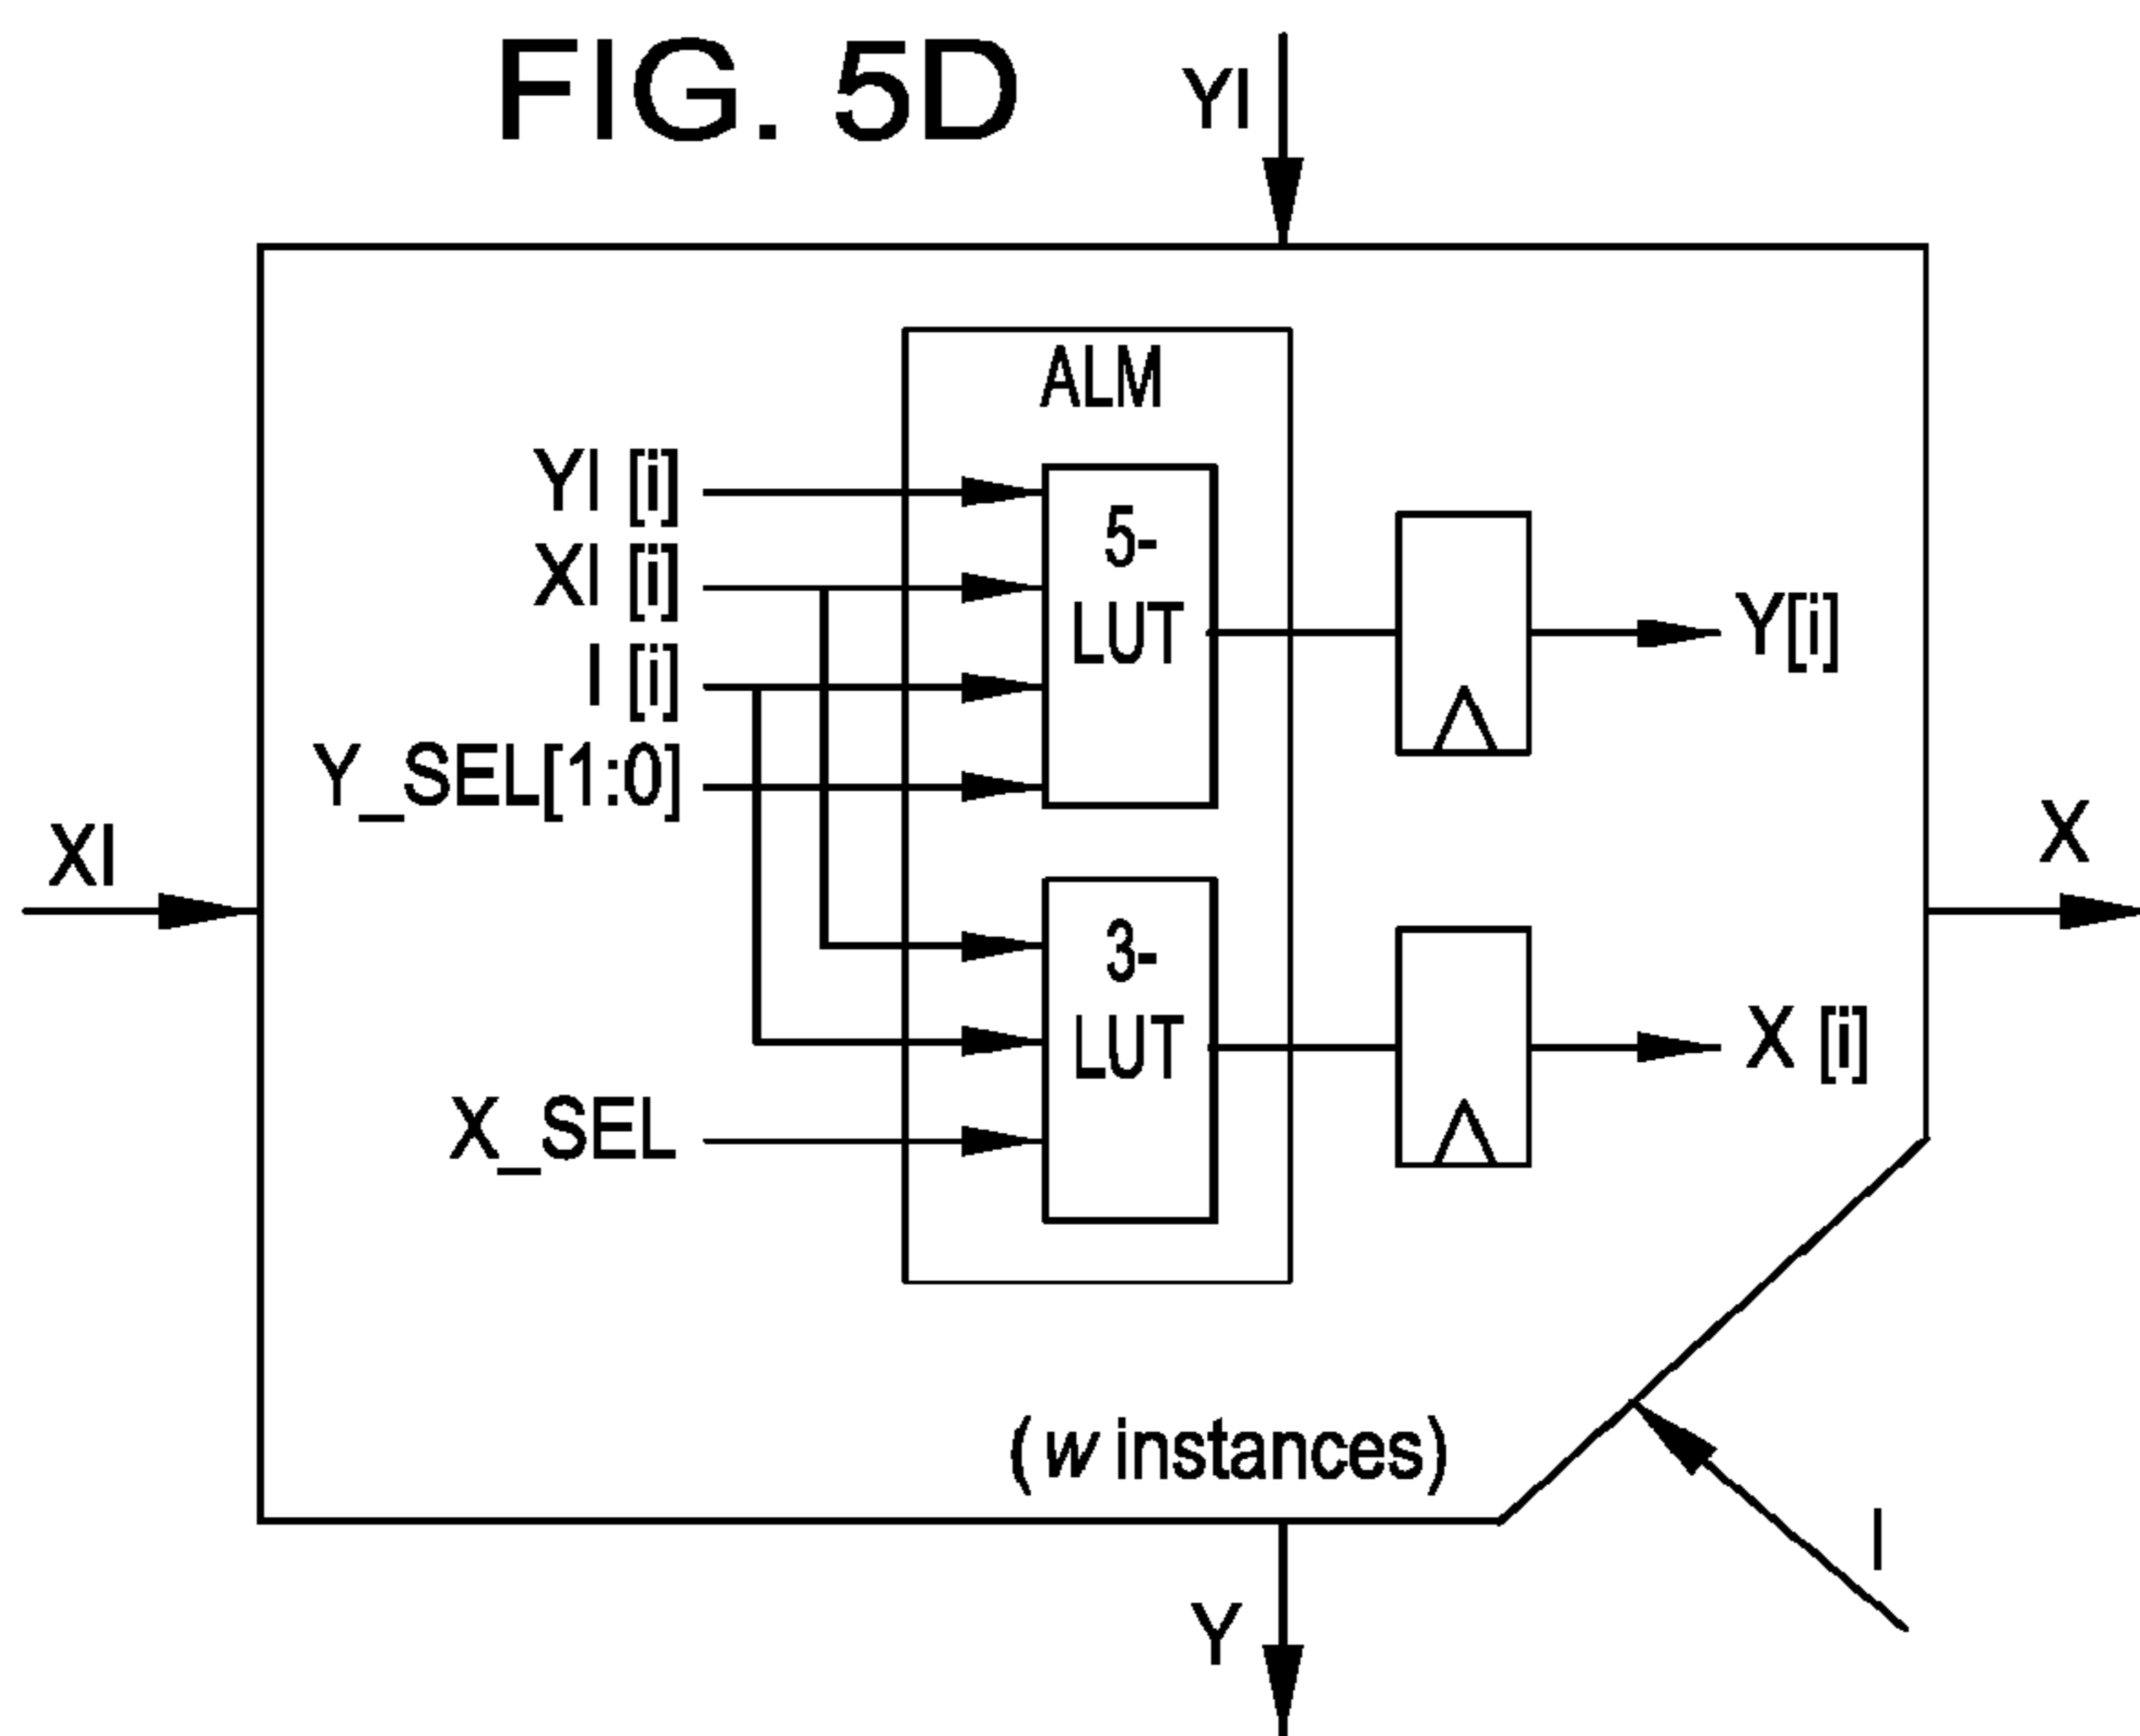 FIG. 5D
YI
ALM
YI [i]
XI [i]
I [i]
Y_SEL[1:0]
5-
LUT
Y[i]
XI
X
3-
LUT
X [i]
X_SEL
(w instances)
I
Y